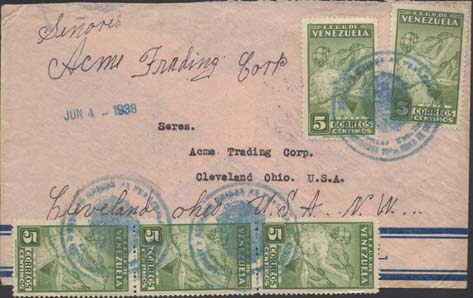 Señores
Acme Trading Corp
JUN 4 - 1938
Seres.
Acme Trading Corp.
Cleveland Ohio. U.S.A.
Cleveland ohio U.S.A. N.W...
E.E.U.U. DE
VENEZUELA
5
CORREOS
CENTIMOS
E.E.U.U. DE
VENEZUELA
5
CORREOS
CENTIMOS
VENEZUELA
5
CORREOS
CENTIMOS
VENEZUELA
5
CORREOS
CENTIMOS
VENEZUELA
5
CORREOS
CENTIMOS